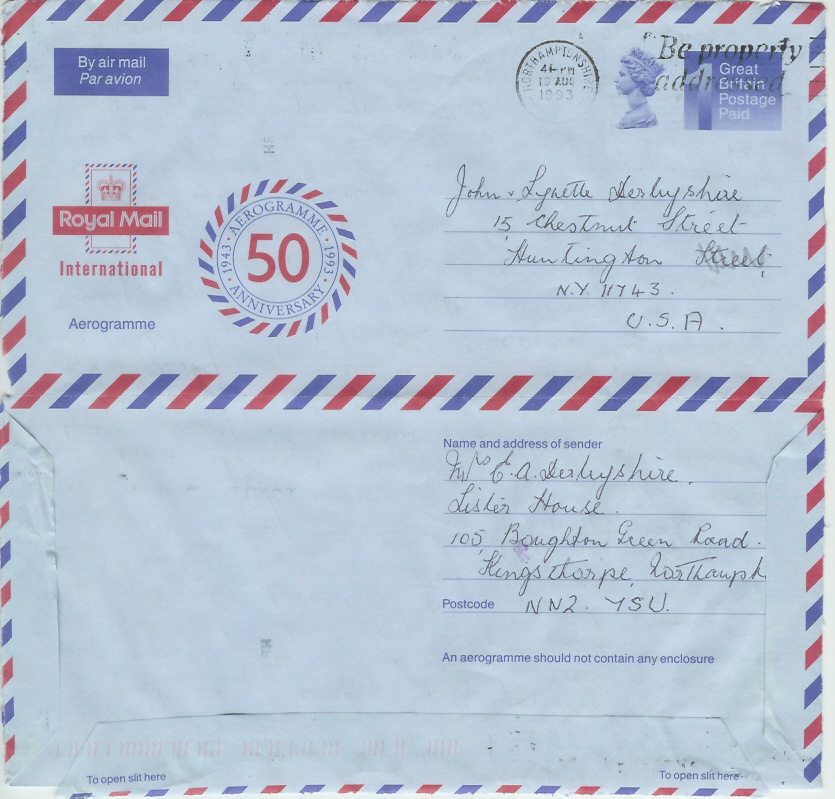 By air mail
Par avion
NORTHAMPTONSHIRE
4-PM
19 AUG
1993
Be properly
addressed
1
Great
Britain
Postage
Paid
Royal Mail
International
Aerogramme
AEROGRAMME
1943 · 1993
50
ANNIVERSARY
John & Lynette Derbyshire
15 Chestnut Street
Huntington Street
N.Y. 11743.
U.S.A.
Name and address of sender
Mrs E.A. Derbyshire.
Lister House.
105 Boughton Green Road.
Kingsthorpe, Northampt
Postcode NN2. 7SU.
An aerogramme should not contain any enclosure
To open slit here
To open slit here